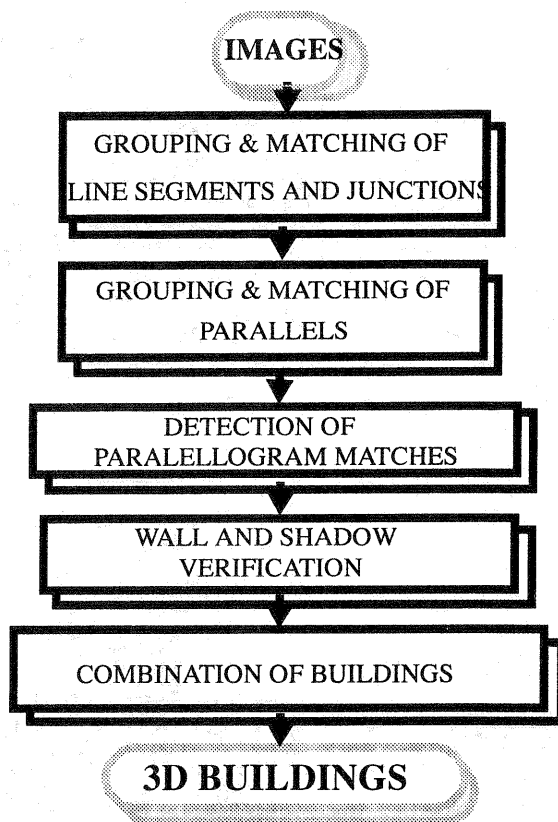 IMAGES
GROUPING & MATCHING OF
LINE SEGMENTS AND JUNCTIONS
GROUPING & MATCHING OF
PARALLELS
DETECTION OF
PARALELLOGRAM MATCHES
WALL AND SHADOW
VERIFICATION
COMBINATION OF BUILDINGS
3D BUILDINGS